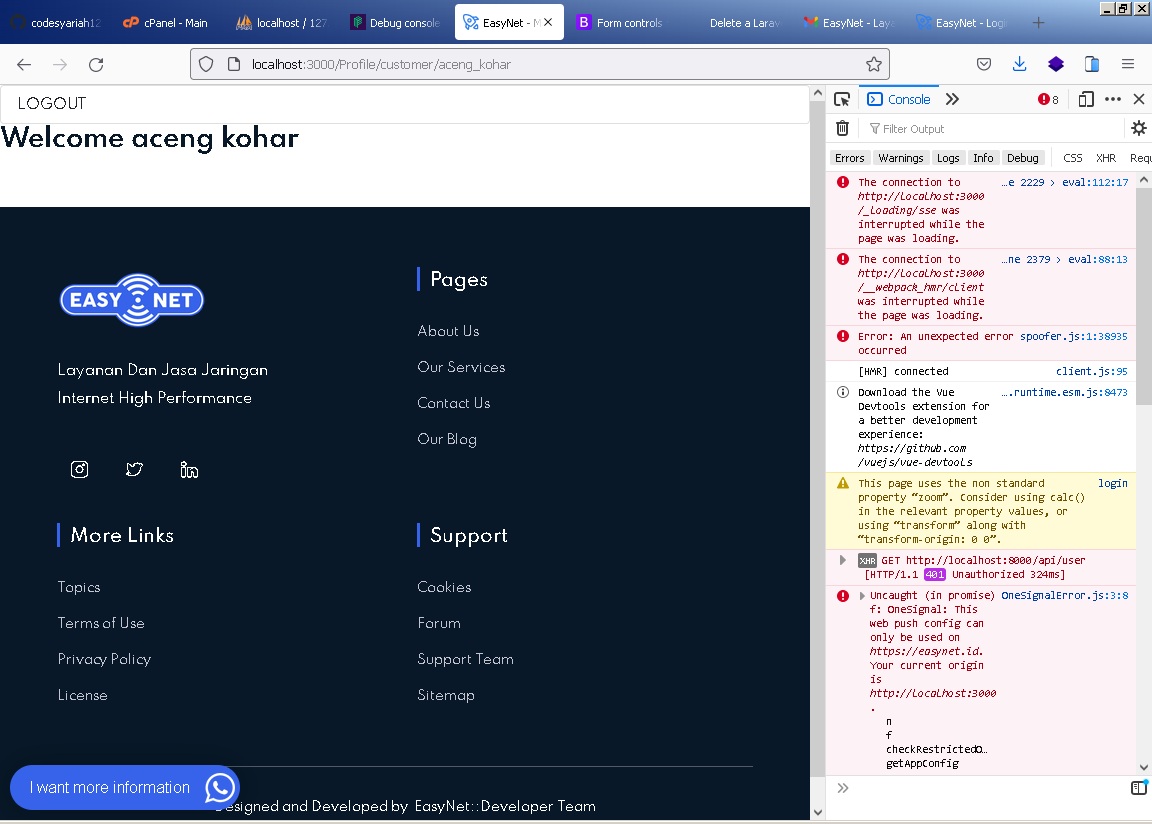 codesyariah12
cPanel - Main
localhost / 127
Debug console
EasyNet - M
Form controls
Delete a Larav
EasyNet - Lay
EasyNet - Logi
localhost:3000/Profile/customer/aceng_kohar
LOGOUT
Welcome aceng kohar
EASY NET
Layanan Dan Jasa Jaringan
Internet High Performance
Pages
About Us
Our Services
Contact Us
Our Blog
More Links
Topics
Terms of Use
Privacy Policy
License
Support
Cookies
Forum
Support Team
Sitemap
I want more information
Designed and Developed by EasyNet::Developer Team
Console
8
Filter Output
Errors Warnings Logs Info Debug CSS XHR Requ
The connection to …e 2229 > eval:112:17
http://localhost:3000
/_loading/sse was
interrupted while the
page was loading.
The connection to …ne 2379 > eval:88:13
http://localhost:3000
/__webpack_hmr/client
was interrupted while
the page was loading.
Error: An unexpected error spoofer.js:1:38935
occurred
[HMR] connected client.js:95
Download the Vue ….runtime.esm.js:8473
Devtools extension for
a better development
experience:
https://github.com
/vuejs/vue-devtools
This page uses the non standard login
property “zoom”. Consider using calc()
in the relevant property values, or
using “transform” along with
“transform-origin: 0 0”.
XHR GET http://localhost:8000/api/user
[HTTP/1.1 401 Unauthorized 324ms]
Uncaught (in promise) OneSignalError.js:3:8
f: OneSignal: This
web push config can
only be used on
https://easynet.id.
Your current origin
is
http://localhost:3000
.
n
f
checkRestrictedO…
getAppConfig